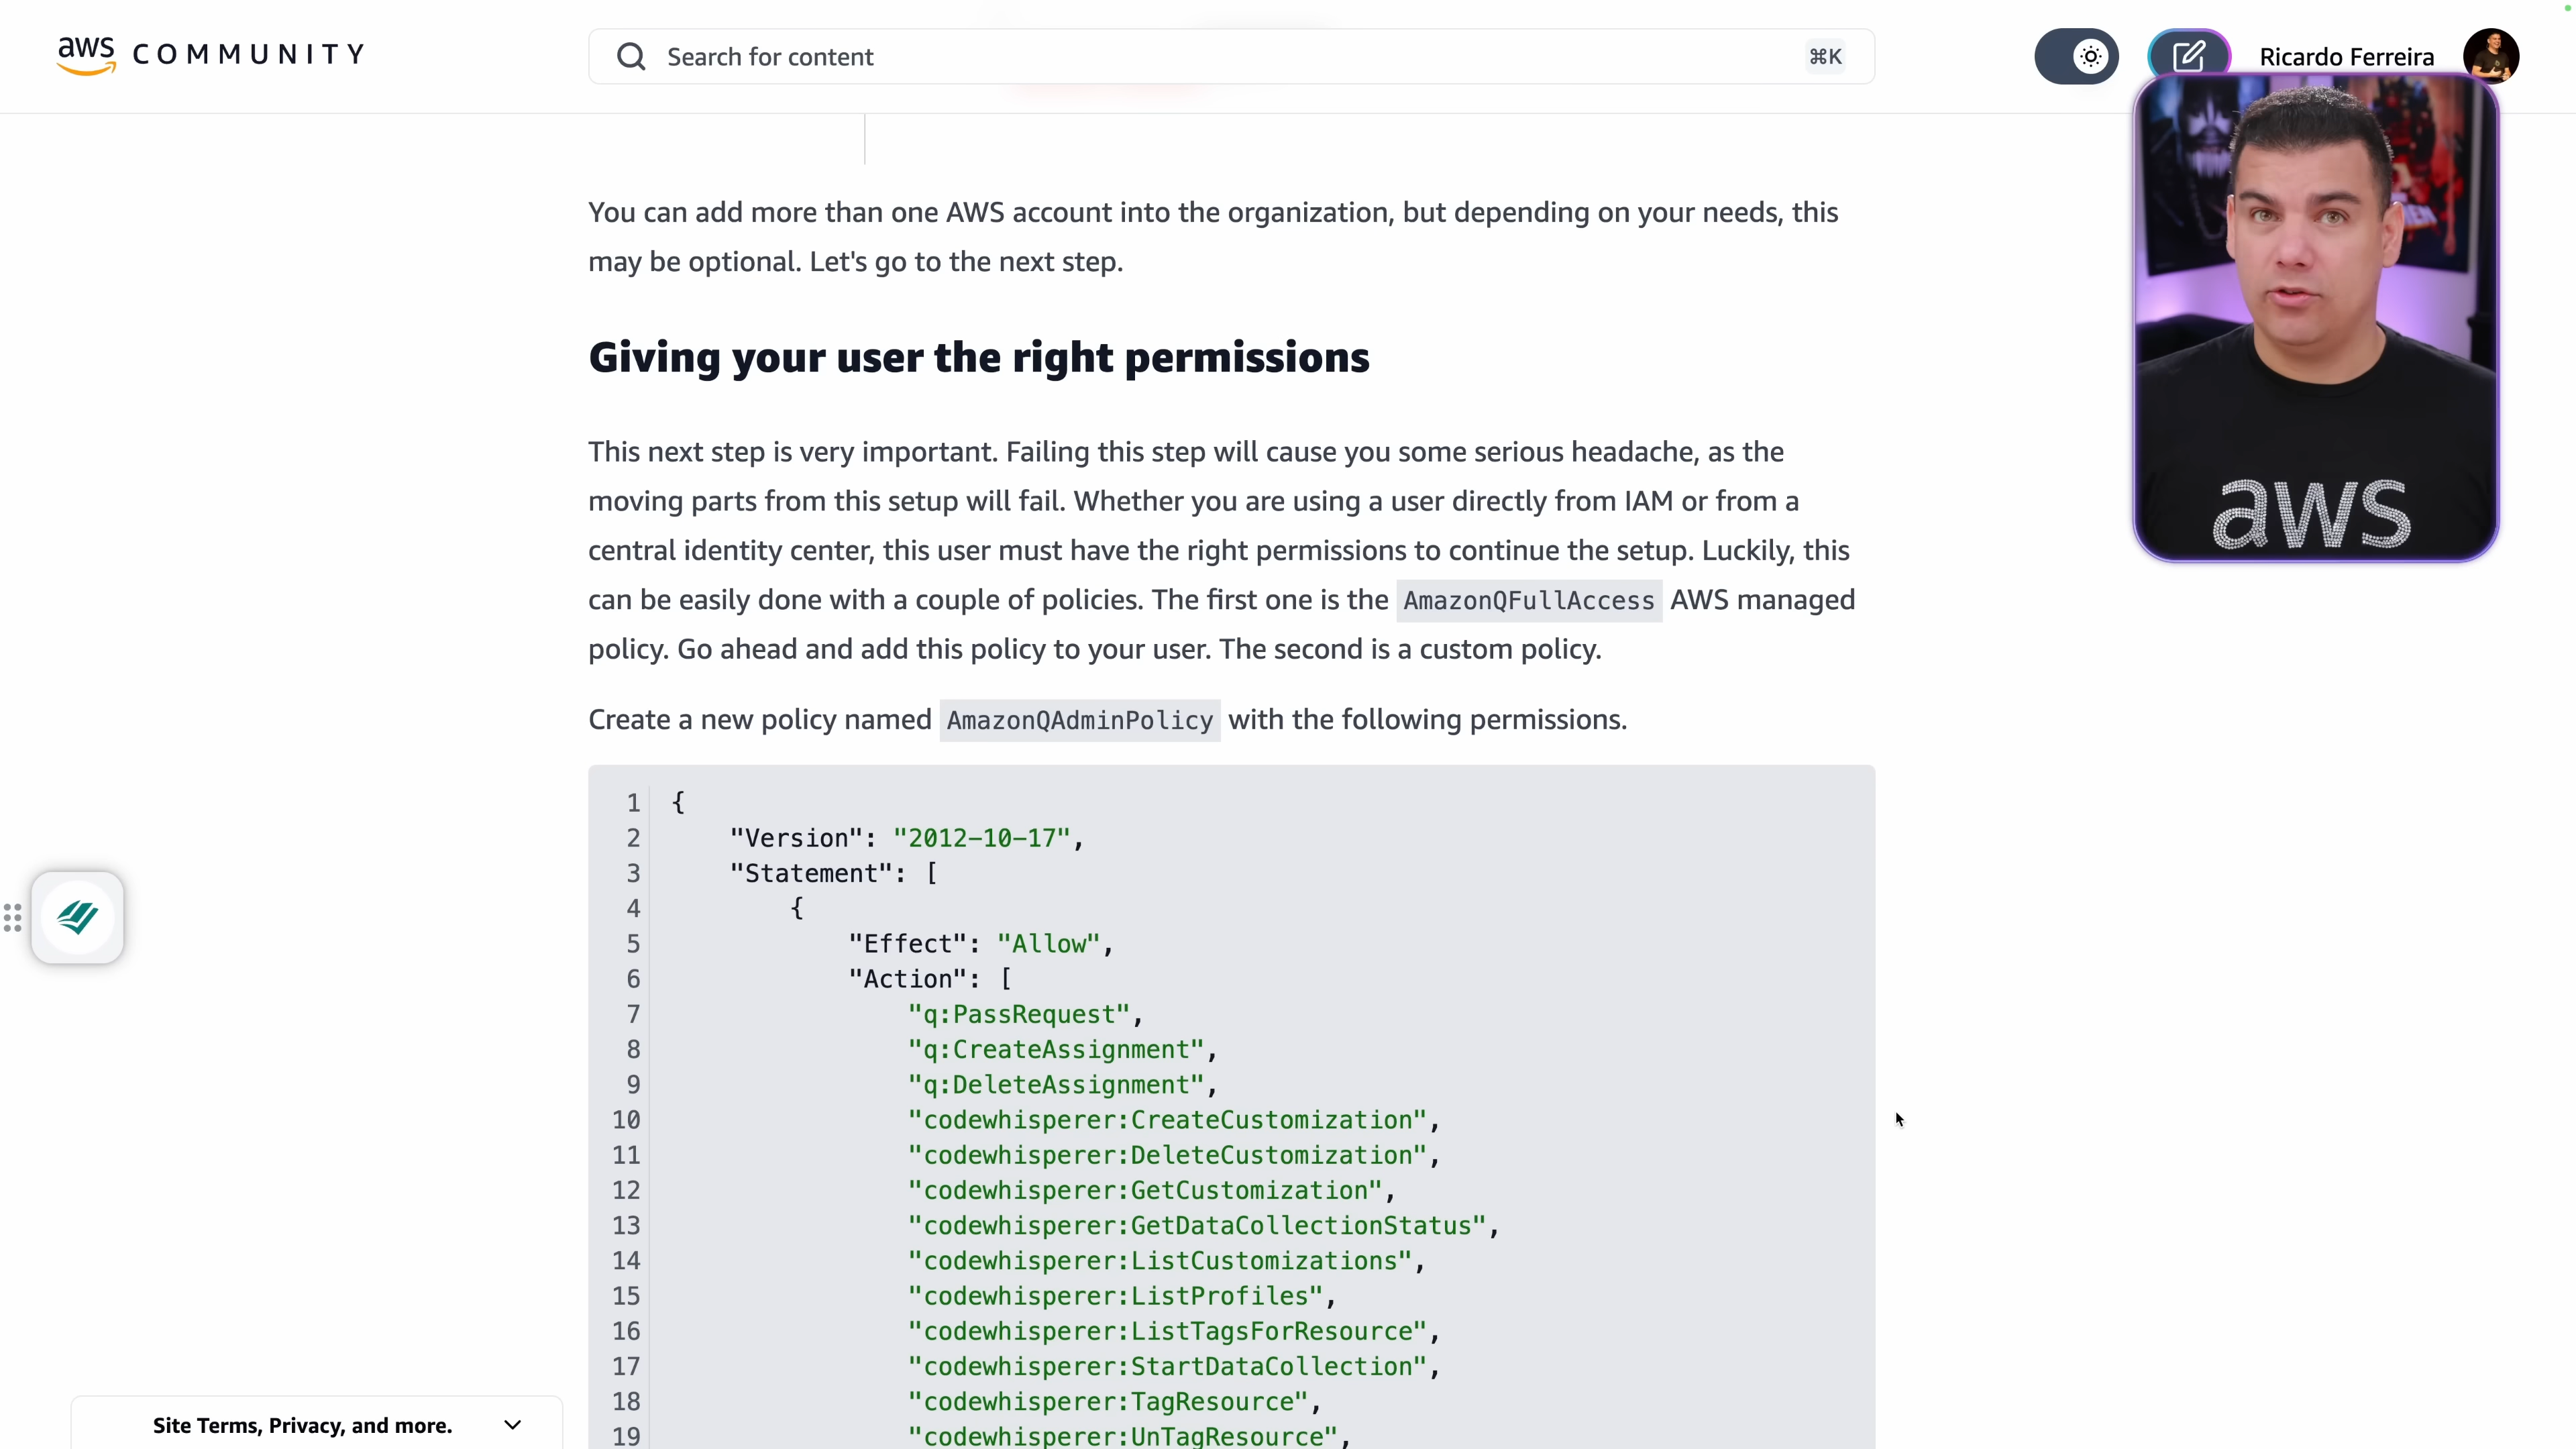 aws COMMUNITY
Search for content
⌘K
Ricardo Ferreira
You can add more than one AWS account into the organization, but depending on your needs, this
may be optional. Let's go to the next step.
Giving your user the right permissions
This next step is very important. Failing this step will cause you some serious headache, as the
moving parts from this setup will fail. Whether you are using a user directly from IAM or from a
central identity center, this user must have the right permissions to continue the setup. Luckily, this
can be easily done with a couple of policies. The first one is the AmazonQFullAccess AWS managed
policy. Go ahead and add this policy to your user. The second is a custom policy.
Create a new policy named AmazonQAdminPolicy with the following permissions.
1 {
2 "Version": "2012-10-17",
3 "Statement": [
4 {
5 "Effect": "Allow",
6 "Action": [
7 "q:PassRequest",
8 "q:CreateAssignment",
9 "q:DeleteAssignment",
10 "codewhisperer:CreateCustomization",
11 "codewhisperer:DeleteCustomization",
12 "codewhisperer:GetCustomization",
13 "codewhisperer:GetDataCollectionStatus",
14 "codewhisperer:ListCustomizations",
15 "codewhisperer:ListProfiles",
16 "codewhisperer:ListTagsForResource",
17 "codewhisperer:StartDataCollection",
18 "codewhisperer:TagResource",
19 "codewhisperer:UnTagResource",
Site Terms, Privacy, and more.
aws